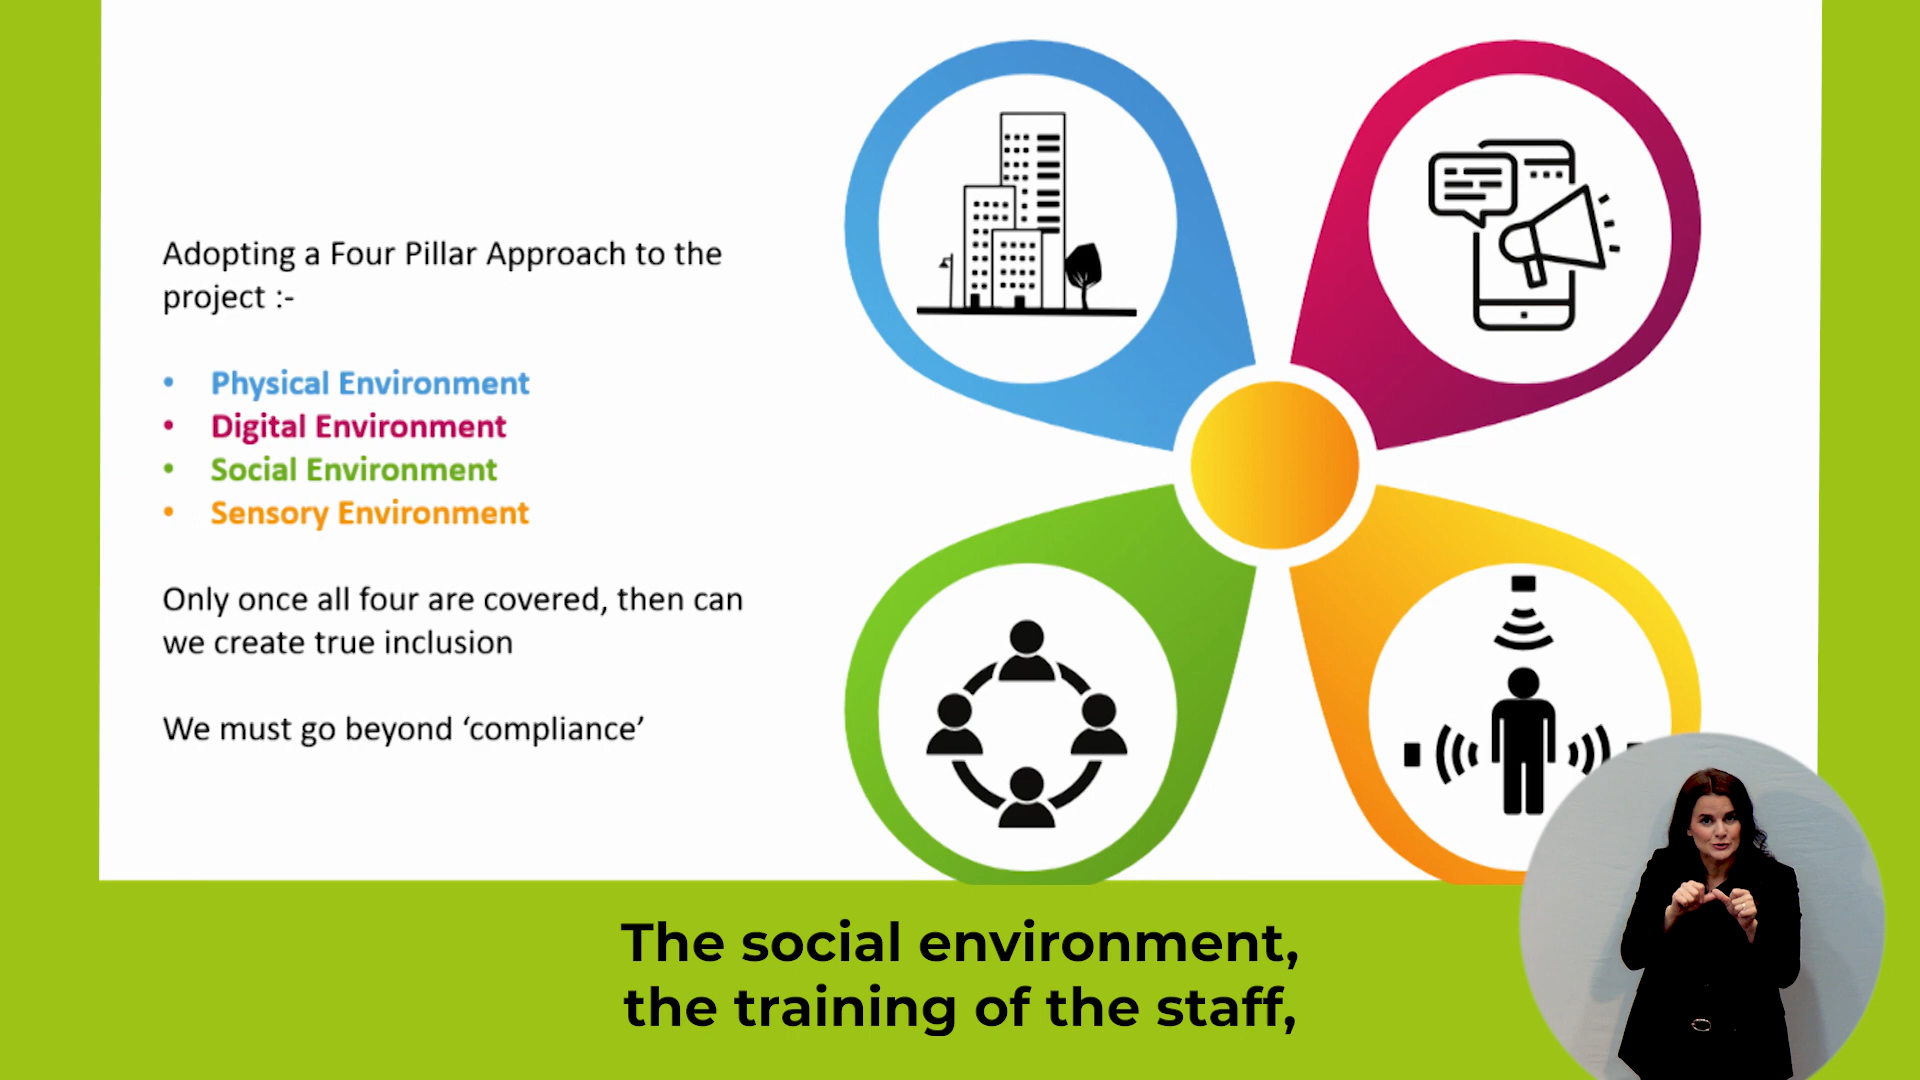 Adopting a Four Pillar Approach to the
project :-
• Physical Environment
• Digital Environment
• Social Environment
• Sensory Environment
Only once all four are covered, then can
we create true inclusion
We must go beyond ‘compliance’
The social environment,
the training of the staff,